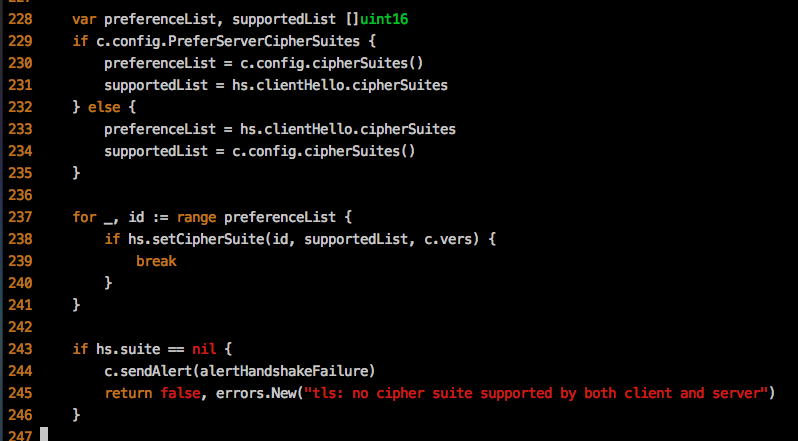 228 var preferenceList, supportedList []uint16
229 if c.config.PreferServerCipherSuites {
230 preferenceList = c.config.cipherSuites()
231 supportedList = hs.clientHello.cipherSuites
232 } else {
233 preferenceList = hs.clientHello.cipherSuites
234 supportedList = c.config.cipherSuites()
235 }
236
237 for _, id := range preferenceList {
238 if hs.setCipherSuite(id, supportedList, c.vers) {
239 break
240 }
241 }
242
243 if hs.suite == nil {
244 c.sendAlert(alertHandshakeFailure)
245 return false, errors.New("tls: no cipher suite supported by both client and server")
246 }
247